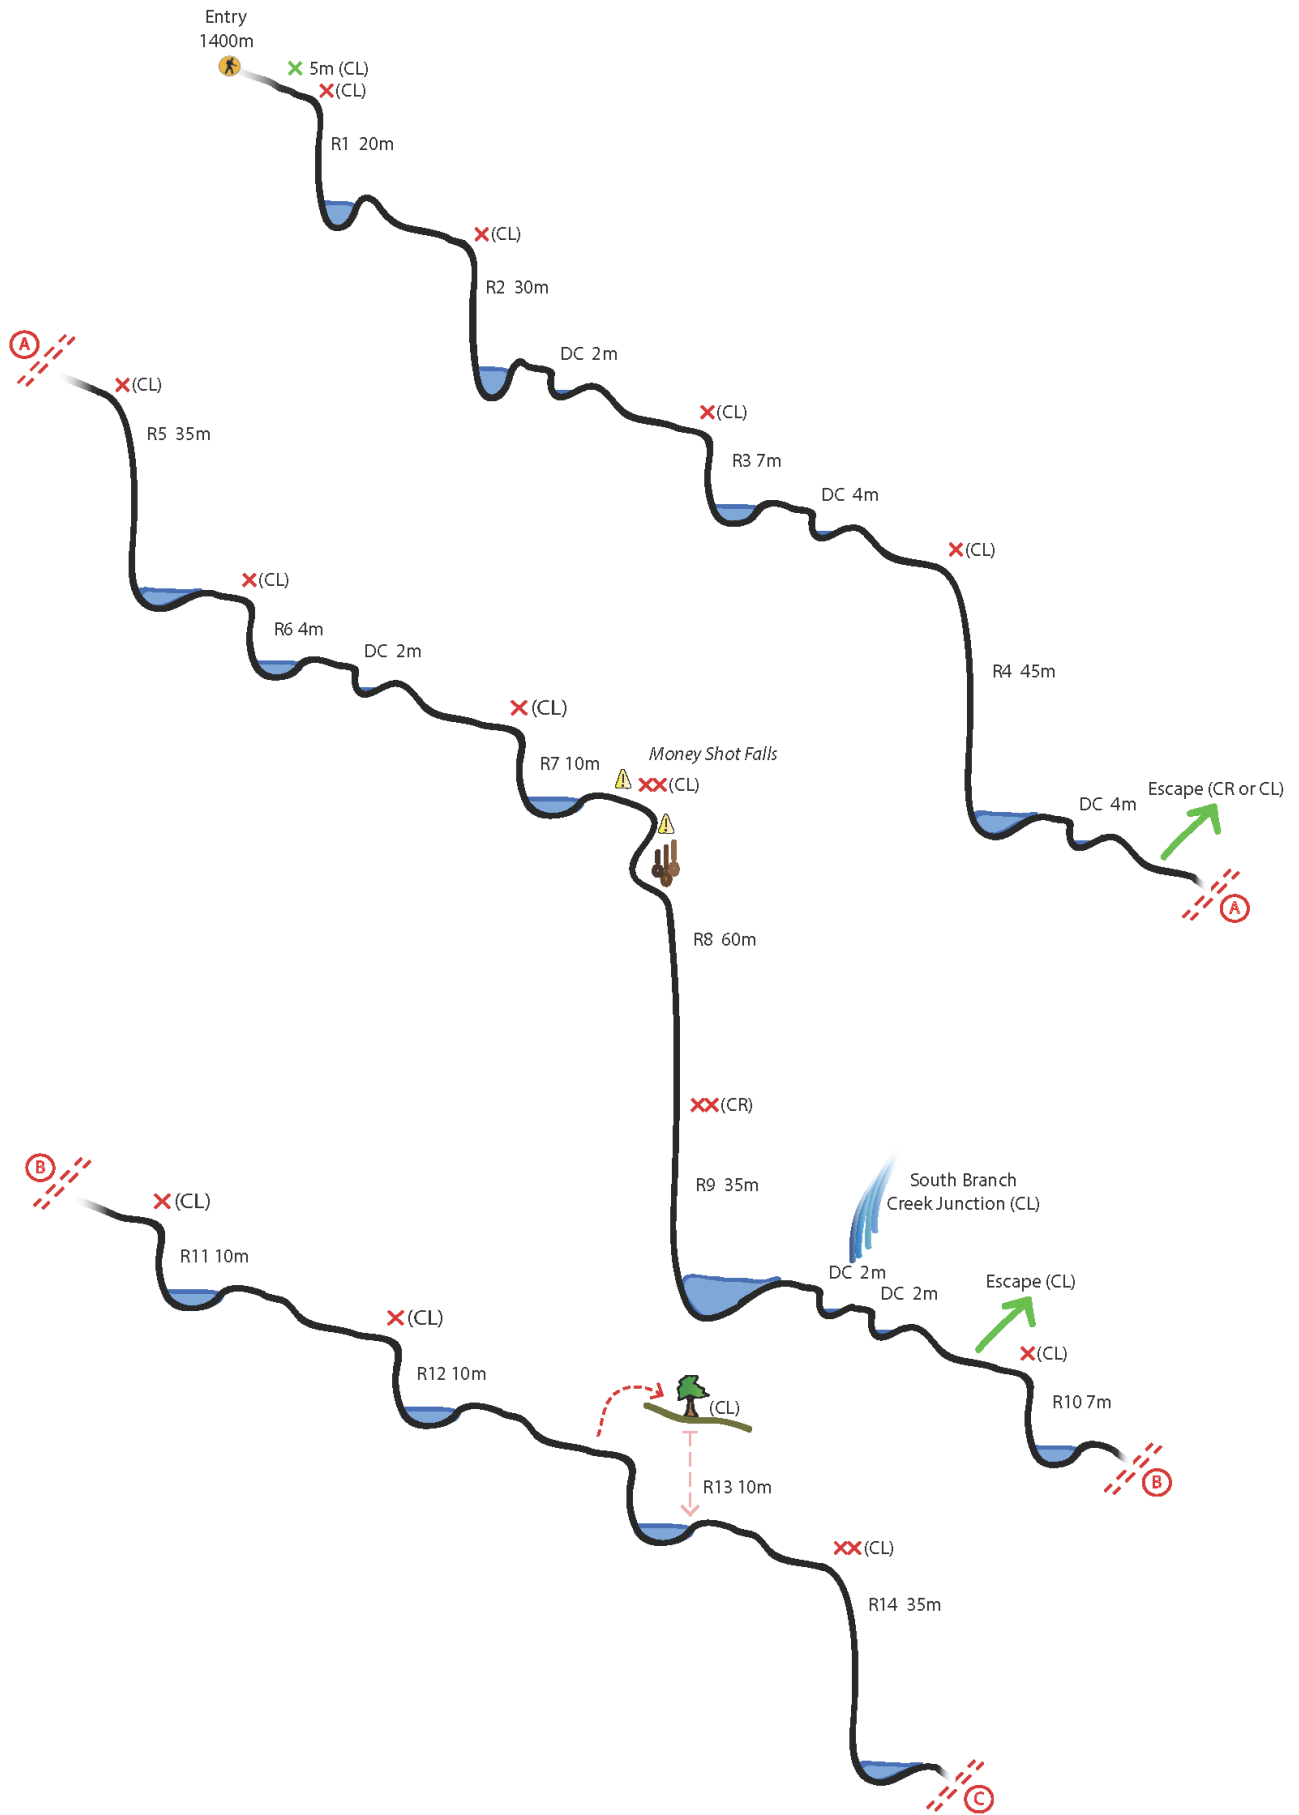 Entry
1400m
5m (CL)
(CL)
R1 20m
(CL)
R2 30m
DC 2m
(CL)
R3 7m
DC 4m
(CL)
R4 45m
DC 4m
Escape (CR or CL)
A
A
(CL)
R5 35m
(CL)
R6 4m
DC 2m
(CL)
R7 10m
Money Shot Falls
(CL)
R8 60m
(CR)
R9 35m
South Branch
Creek Junction (CL)
DC 2m
DC 2m
Escape (CL)
(CL)
R10 7m
B
B
(CL)
R11 10m
(CL)
R12 10m
(CL)
R13 10m
(CL)
R14 35m
C